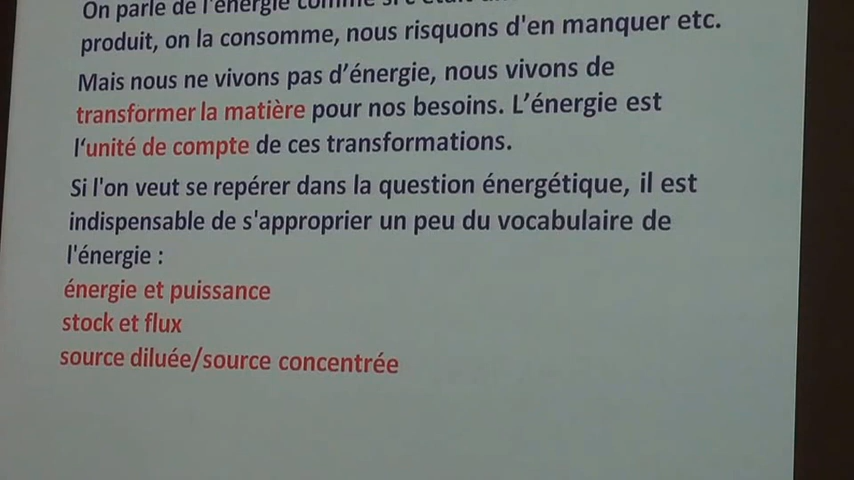 On parle de l'énergie comme si c'était
produit, on la consomme, nous risquons d'en manquer etc.
Mais nous ne vivons pas d’énergie, nous vivons de
transformer la matière pour nos besoins. L’énergie est
l‘unité de compte de ces transformations.
Si l'on veut se repérer dans la question énergétique, il est
indispensable de s'approprier un peu du vocabulaire de
l'énergie :
énergie et puissance
stock et flux
source diluée/source concentrée